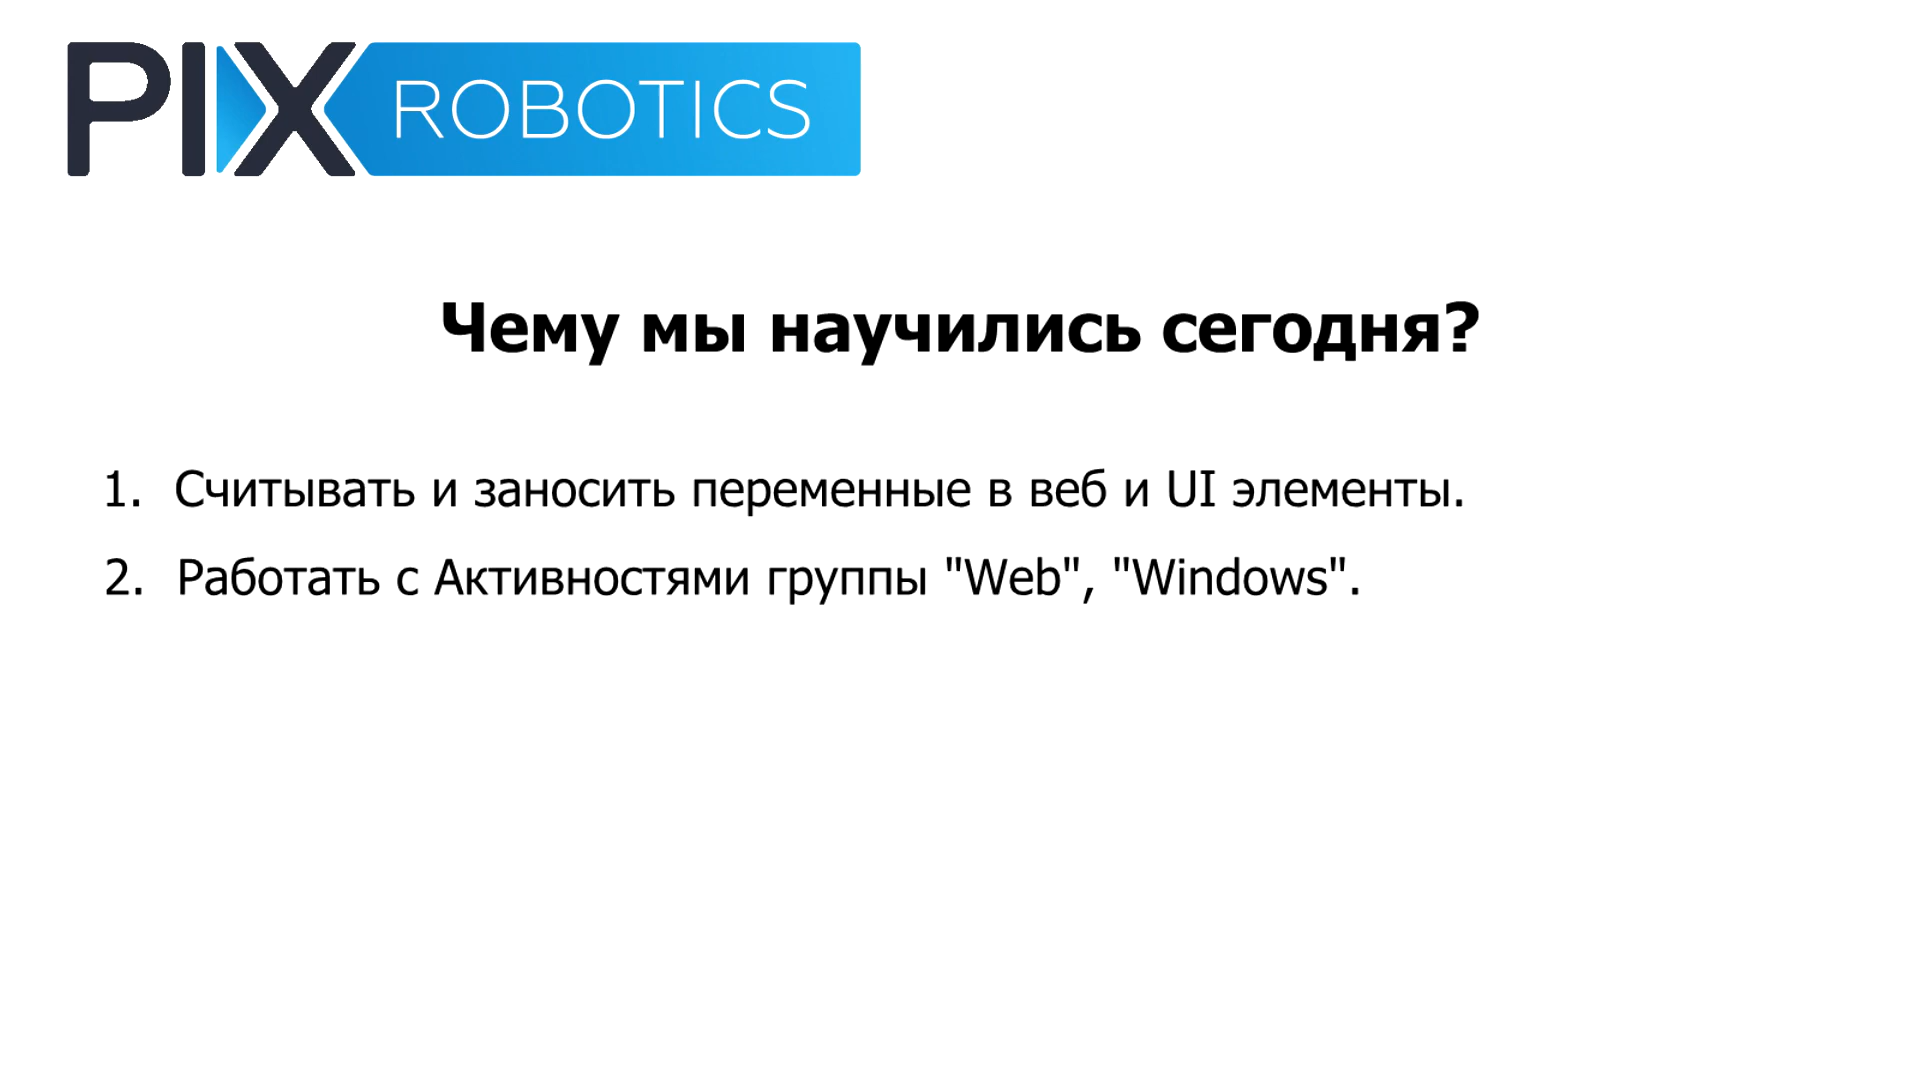 PIX ROBOTICS
Чему мы научились сегодня?
1. Считывать и заносить переменные в веб и UI элементы.
2. Работать с Активностями группы "Web", "Windows".